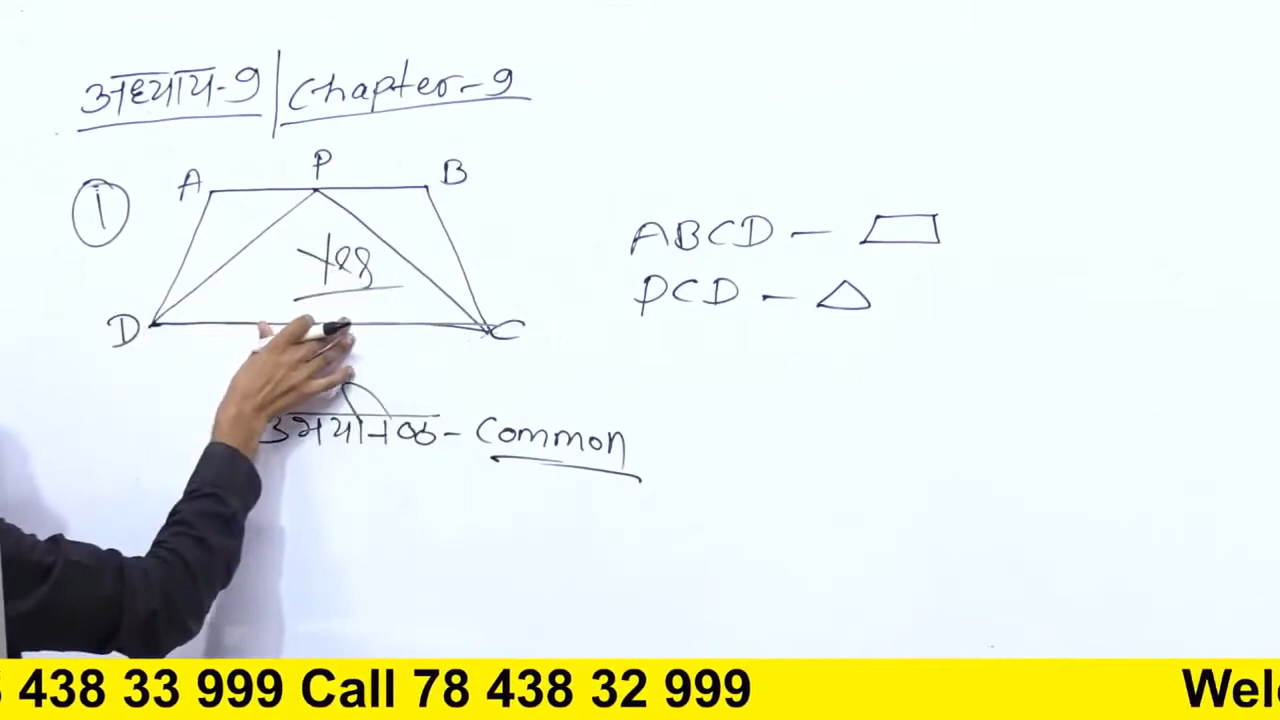 अध्याय-9 | Chapter-9
1
A P B
Yes
D C
ABCD -
PCD -
उभयनिष्ठ - Common
438 33 999 Call 78 438 32 999